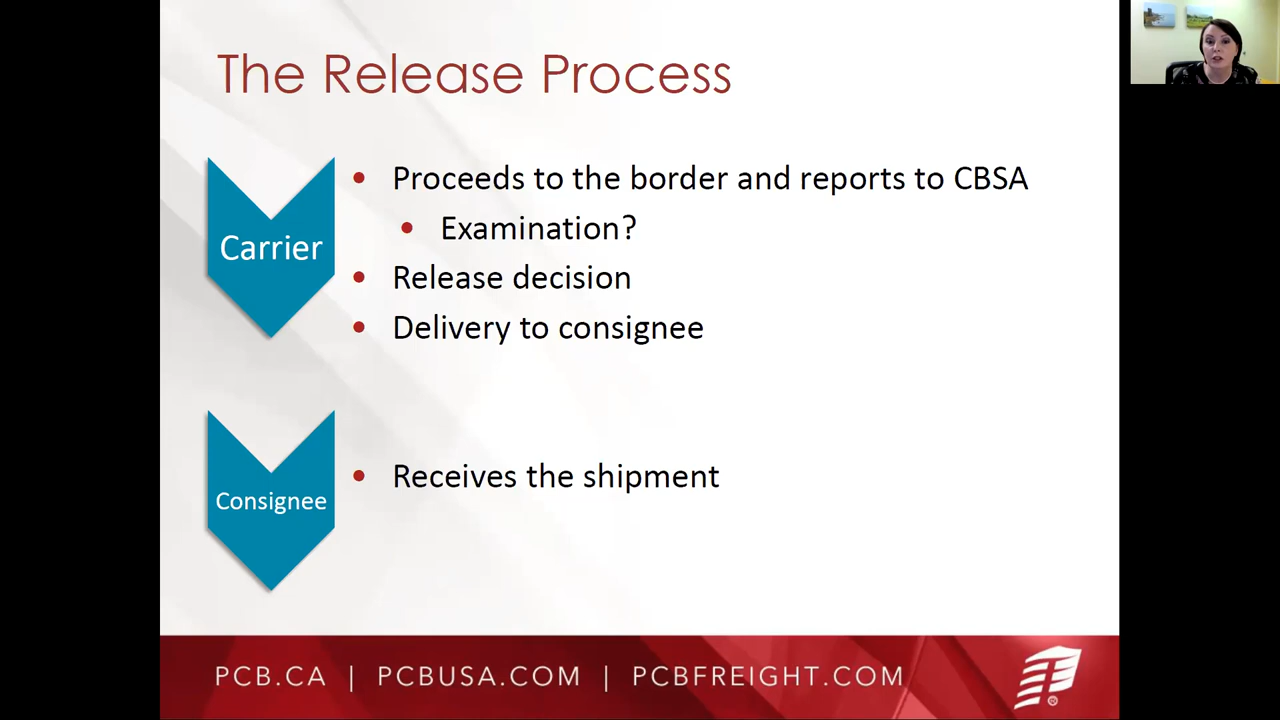 The Release Process
Carrier
• Proceeds to the border and reports to CBSA
• Examination?
• Release decision
• Delivery to consignee
Consignee
• Receives the shipment
PCB.CA | PCBUSA.COM | PCBFREIGHT.COM
®